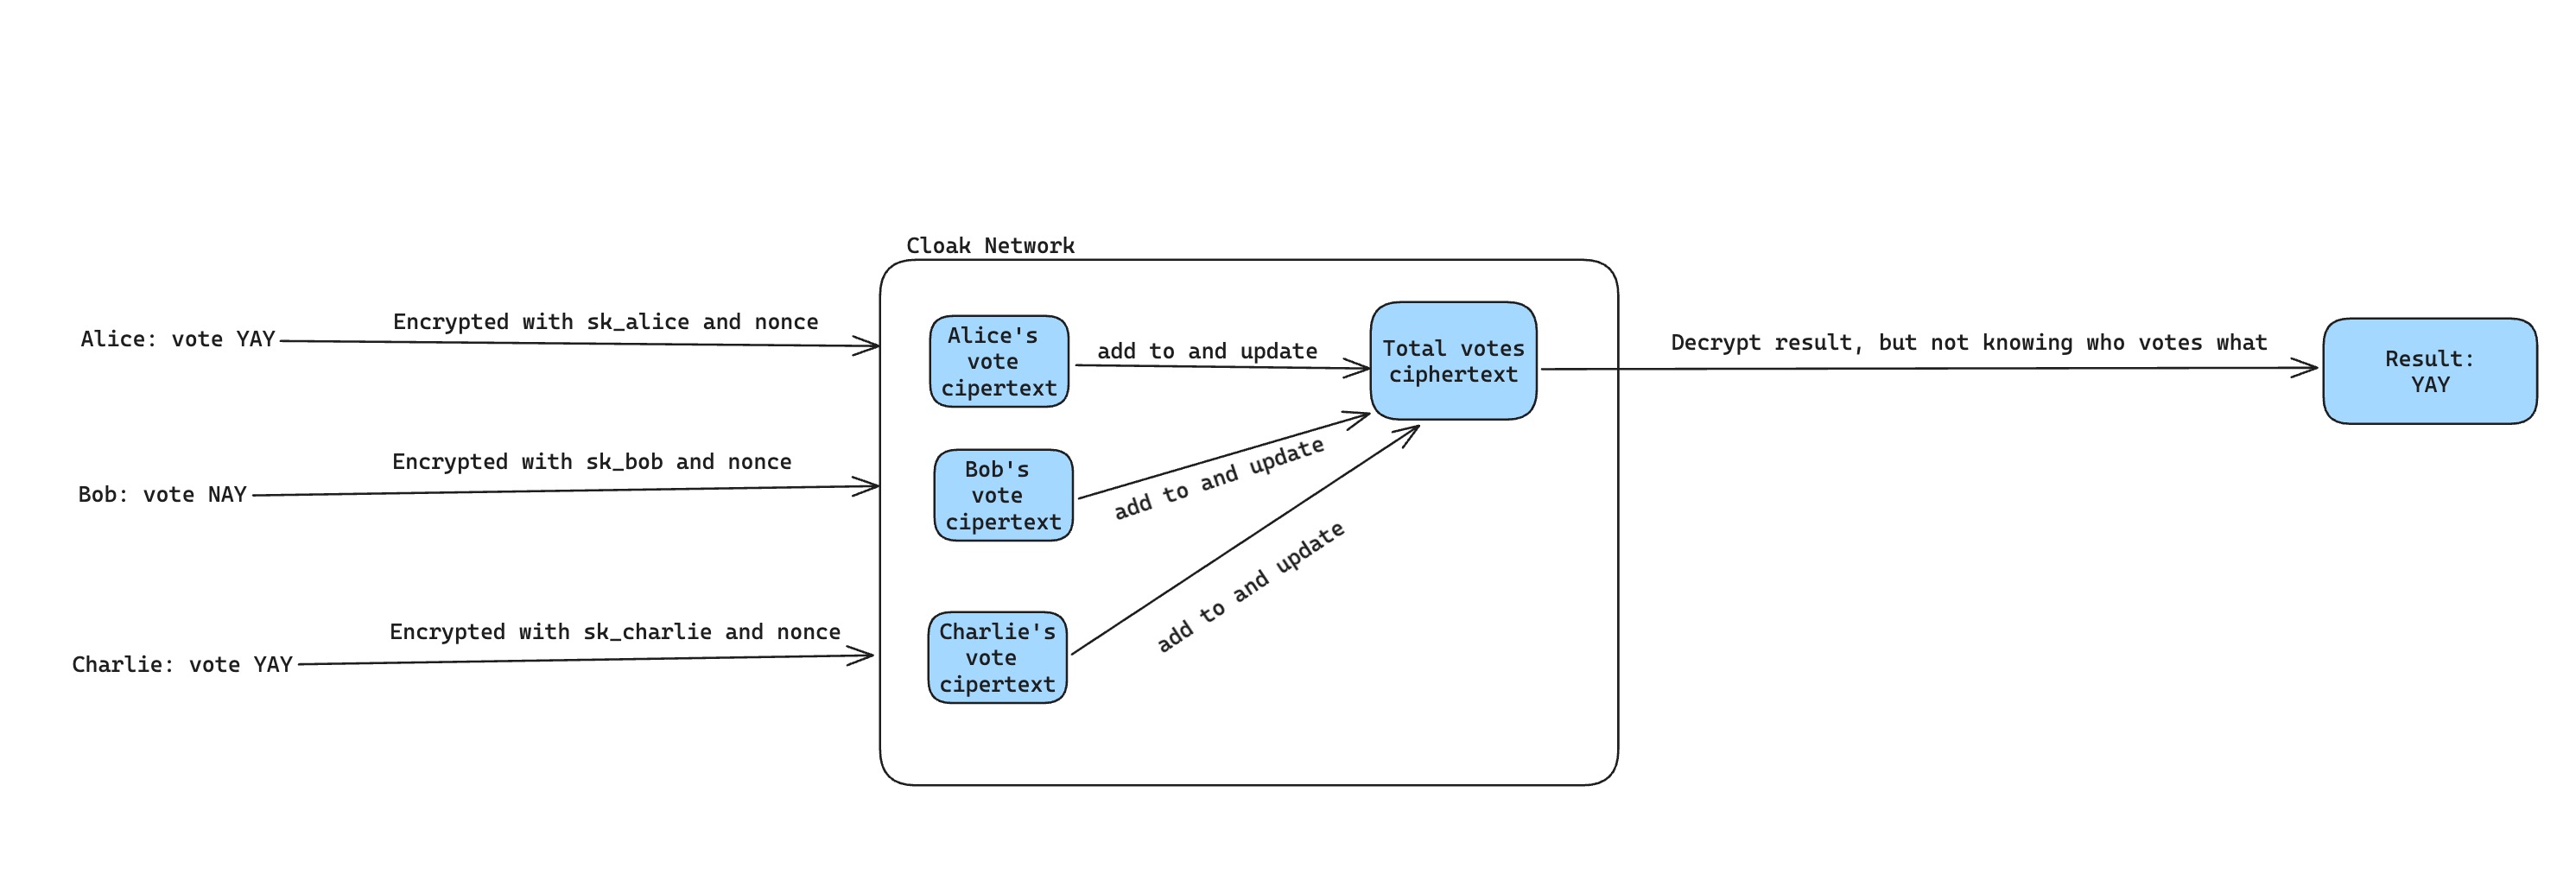 Cloak Network
Alice: vote YAY
Encrypted with sk_alice and nonce
Alice's
vote
cipertext
add to and update
Total votes
ciphertext
Decrypt result, but not knowing who votes what
Result:
YAY
Bob: vote NAY
Encrypted with sk_bob and nonce
Bob's
vote
cipertext
add to and update
Charlie: vote YAY
Encrypted with sk_charlie and nonce
Charlie's
vote
cipertext
add to and update